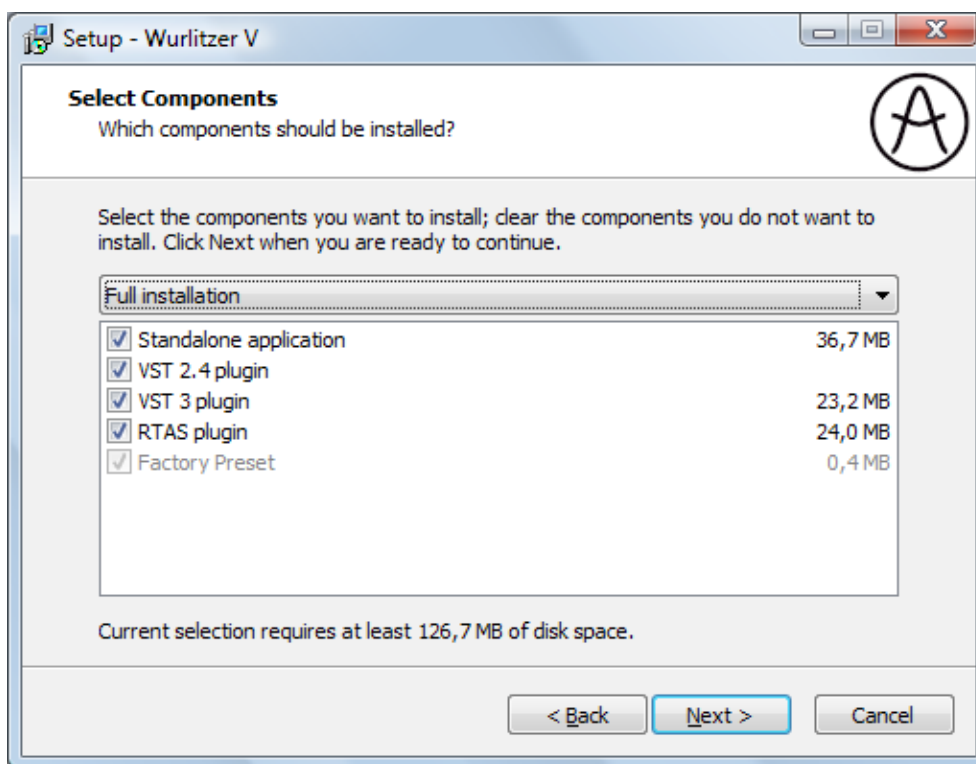 Setup - Wurlitzer V
Select Components
Which components should be installed?
Select the components you want to install; clear the components you do not want to
install. Click Next when you are ready to continue.
Full installation
Standalone application 36,7 MB
VST 2.4 plugin
VST 3 plugin 23,2 MB
RTAS plugin 24,0 MB
Factory Preset 0,4 MB
Current selection requires at least 126,7 MB of disk space.
< Back Next > Cancel